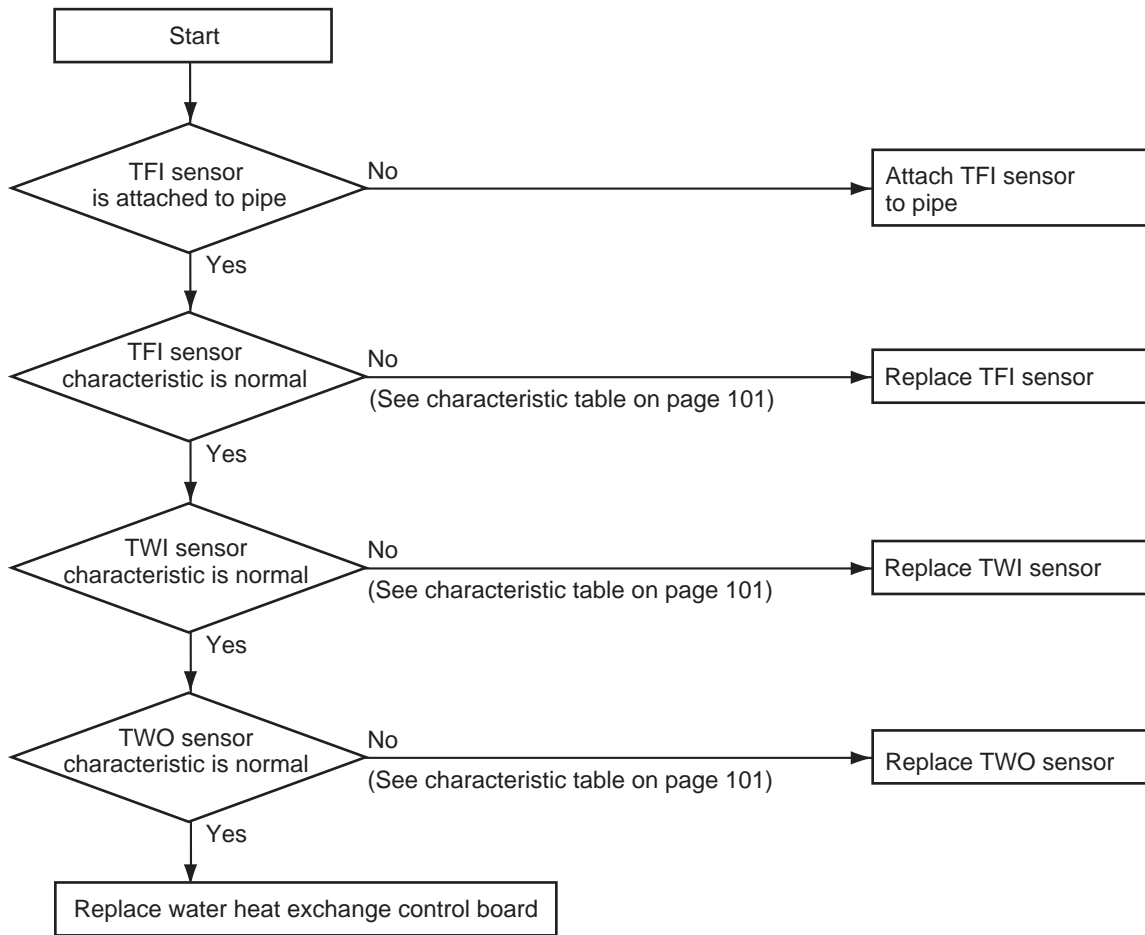 Start
TFI sensor
is attached to pipe
No
Attach TFI sensor
to pipe
Yes
TFI sensor
characteristic is normal
No
(See characteristic table on page 101)
Replace TFI sensor
Yes
TWI sensor
characteristic is normal
No
(See characteristic table on page 101)
Replace TWI sensor
Yes
TWO sensor
characteristic is normal
No
(See characteristic table on page 101)
Replace TWO sensor
Yes
Replace water heat exchange control board